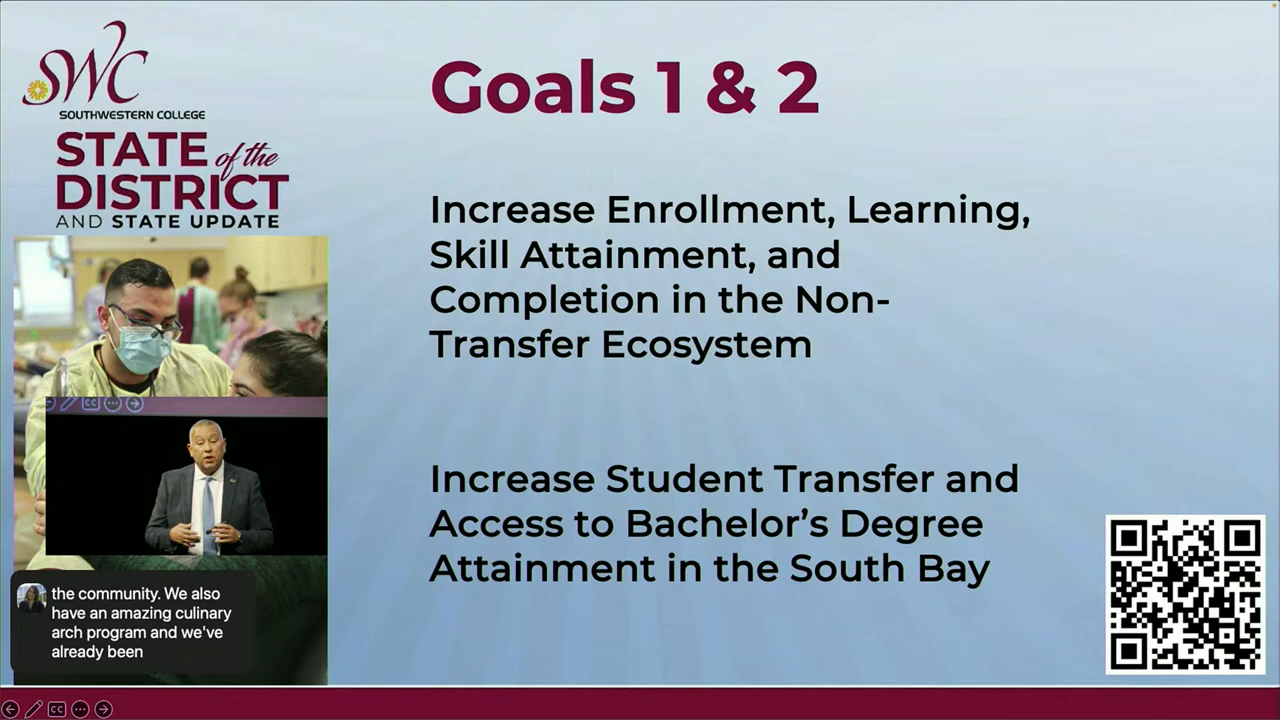 SWC
SOUTHWESTERN COLLEGE
STATE of the
DISTRICT
AND STATE UPDATE
Goals 1 & 2
Increase Enrollment, Learning,
Skill Attainment, and
Completion in the Non-
Transfer Ecosystem
Increase Student Transfer and
Access to Bachelor’s Degree
Attainment in the South Bay
CC
the community. We also
have an amazing culinary
arch program and we've
already been
CC